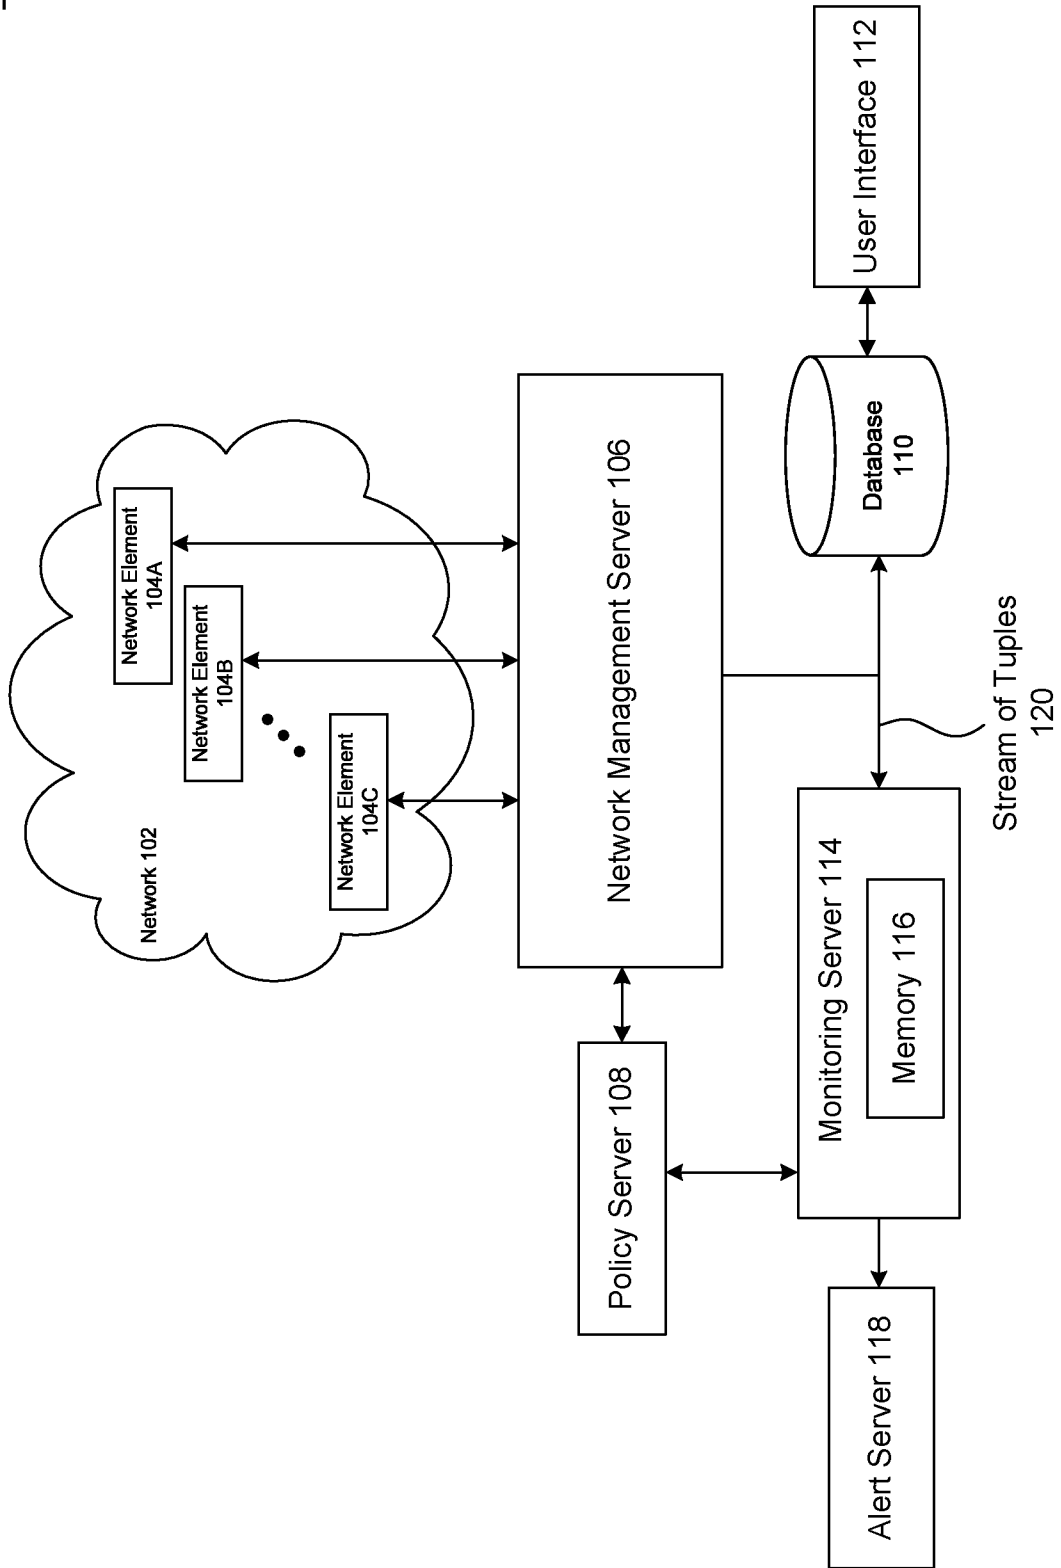 Network 102
Network Element
104A
Network Element
104B
Network Element
104C
Network Management Server 106
Policy Server 108
Database
110
User Interface 112
Monitoring Server 114
Memory 116
Alert Server 118
Stream of Tuples
120